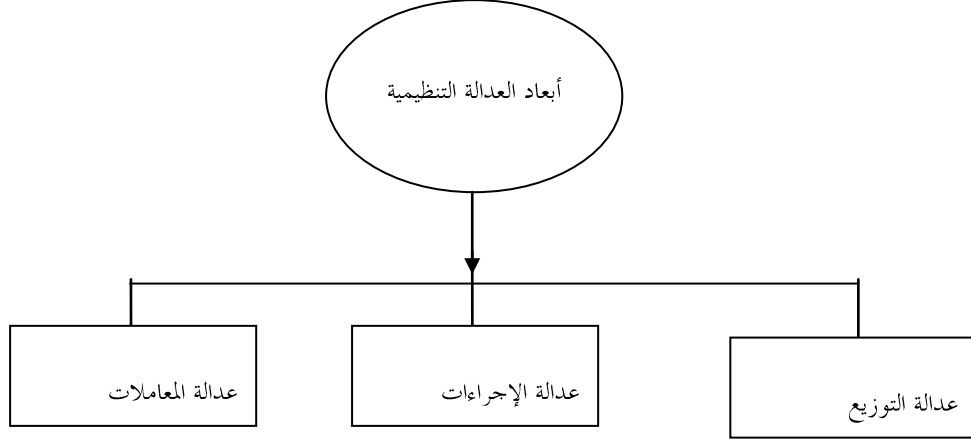 أبعاد العدالة التنظيمية
عدالة التوزيع
عدالة الإجراءات
عدالة المعاملات